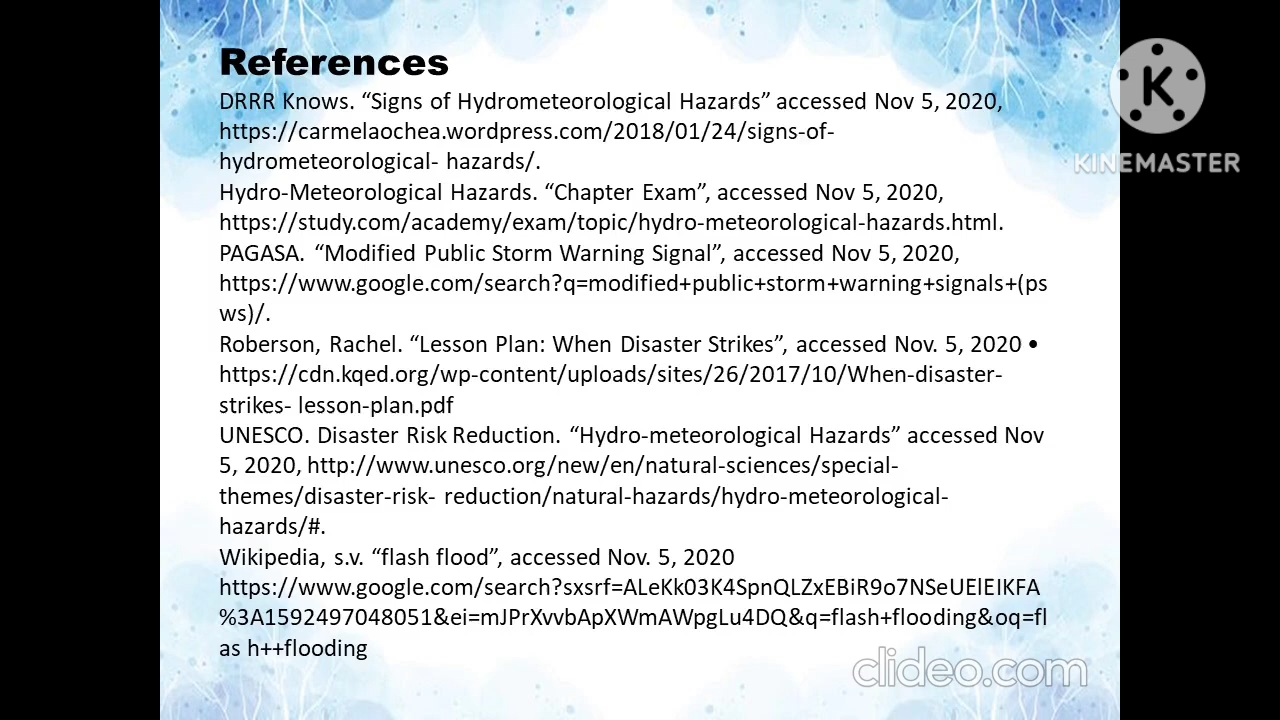 References
DRRR Knows. “Signs of Hydrometeorological Hazards” accessed Nov 5, 2020,
https://carmelaochea.wordpress.com/2018/01/24/signs-of-
hydrometeorological- hazards/.
Hydro-Meteorological Hazards. “Chapter Exam”, accessed Nov 5, 2020,
https://study.com/academy/exam/topic/hydro-meteorological-hazards.html.
PAGASA. “Modified Public Storm Warning Signal”, accessed Nov 5, 2020,
https://www.google.com/search?q=modified+public+storm+warning+signals+(ps
ws)/.
Roberson, Rachel. “Lesson Plan: When Disaster Strikes”, accessed Nov. 5, 2020 •
https://cdn.kqed.org/wp-content/uploads/sites/26/2017/10/When-disaster-
strikes- lesson-plan.pdf
UNESCO. Disaster Risk Reduction. “Hydro-meteorological Hazards” accessed Nov
5, 2020, http://www.unesco.org/new/en/natural-sciences/special-
themes/disaster-risk- reduction/natural-hazards/hydro-meteorological-
hazards/#.
Wikipedia, s.v. “flash flood”, accessed Nov. 5, 2020
https://www.google.com/search?sxsrf=ALeKk03K4SpnQLZxEBiR9o7NSeUElEIKFA
%3A1592497048051&ei=mJPrXvvbApXWmAWpgLu4DQ&q=flash+flooding&oq=fl
as h++flooding
K
KINEMASTER
clideo.com